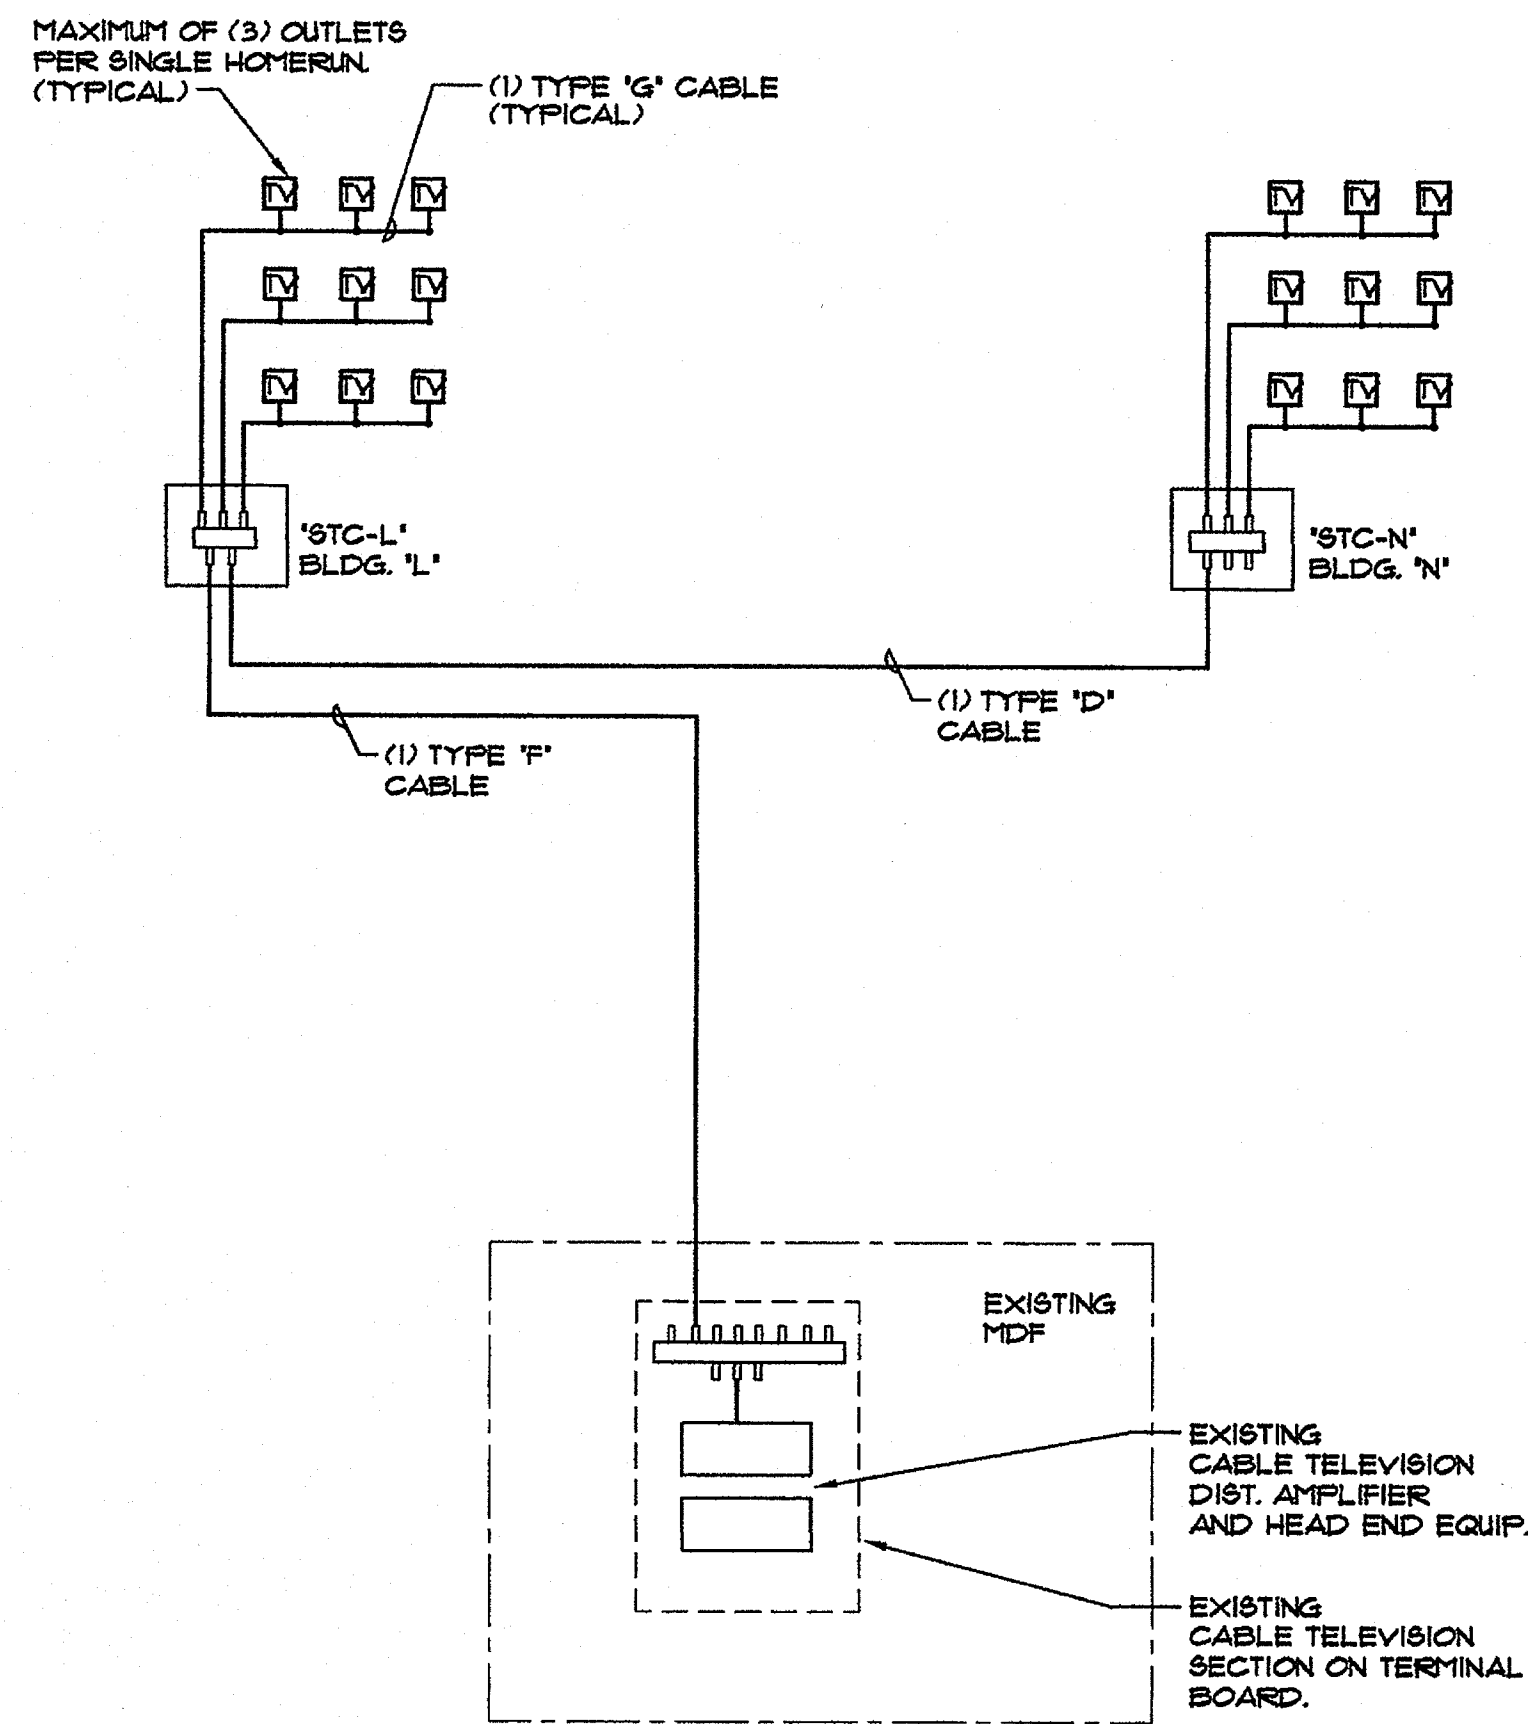 MAXIMUM OF (3) OUTLETS
PER SINGLE HOMERUN.
(TYPICAL)
(1) TYPE "G" CABLE
(TYPICAL)
TV TV TV
TV TV TV
TV TV TV
TV TV TV
TV TV TV
TV TV TV
"STC-L"
BLDG. "L"
"STC-N"
BLDG. "N"
(1) TYPE "D"
CABLE
(1) TYPE "F"
CABLE
EXISTING
MDF
EXISTING
CABLE TELEVISION
DIST. AMPLIFIER
AND HEAD END EQUIP.
EXISTING
CABLE TELEVISION
SECTION ON TERMINAL
BOARD.